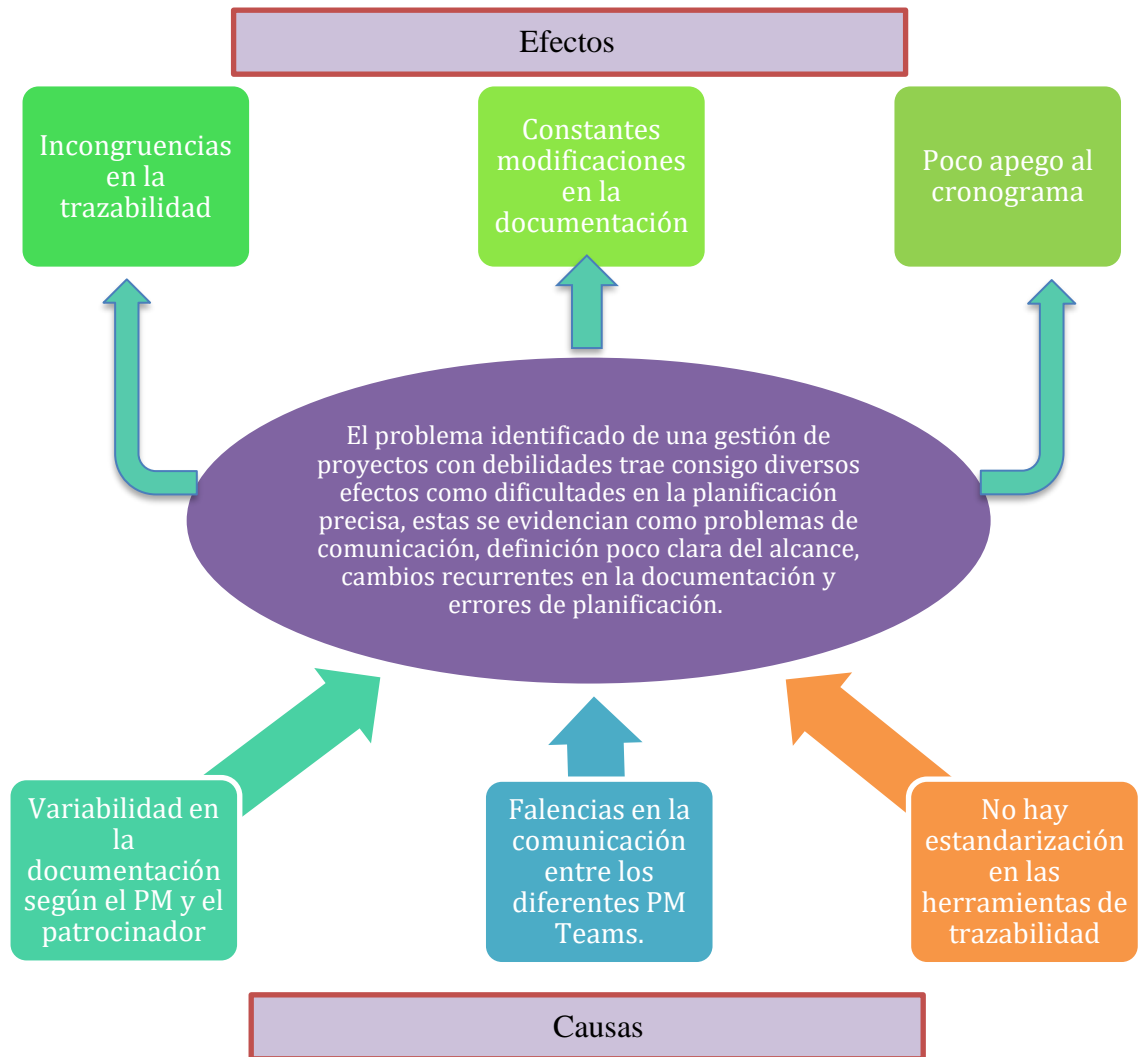 Efectos
Incongruencias
en la
trazabilidad
Constantes
modificaciones
en la
documentación
Poco apego al
cronograma
El problema identificado de una gestión de
proyectos con debilidades trae consigo diversos
efectos como dificultades en la planificación
precisa, estas se evidencian como problemas de
comunicación, definición poco clara del alcance,
cambios recurrentes en la documentación y
errores de planificación.
Variabilidad en
la
documentación
según el PM y el
patrocinador
Falencias en la
comunicación
entre los
diferentes PM
Teams.
No hay
estandarización
en las
herramientas de
trazabilidad
Causas